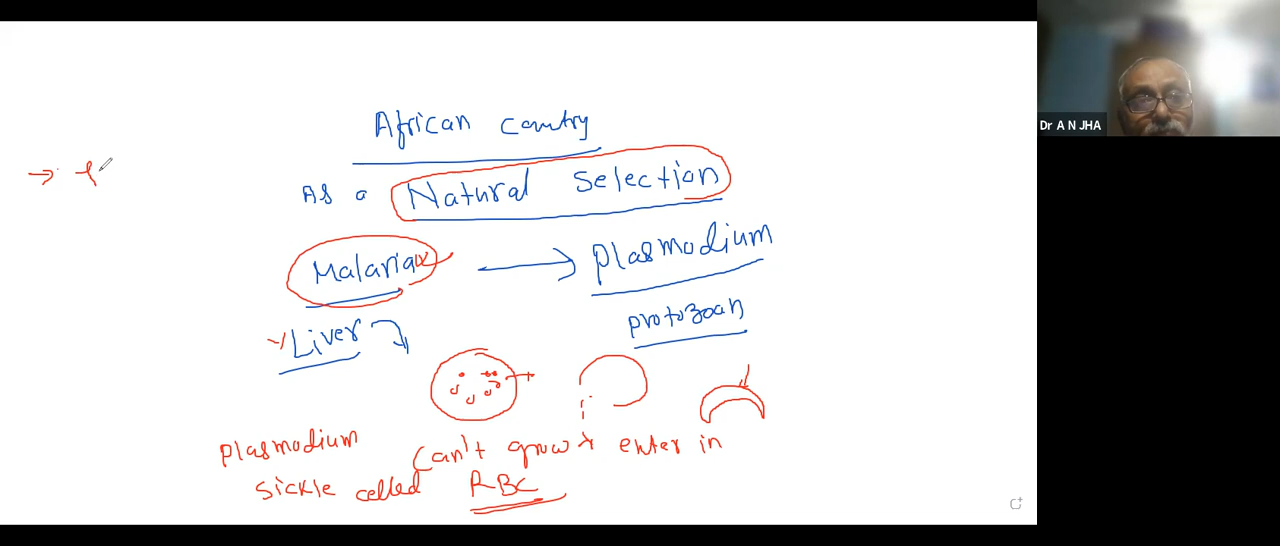 African country
As a Natural Selection
Malaria → Plasmodium
Liver
protozoan
plasmodium can't grow & enter in
sickle celled RBC
Dr A N JHA